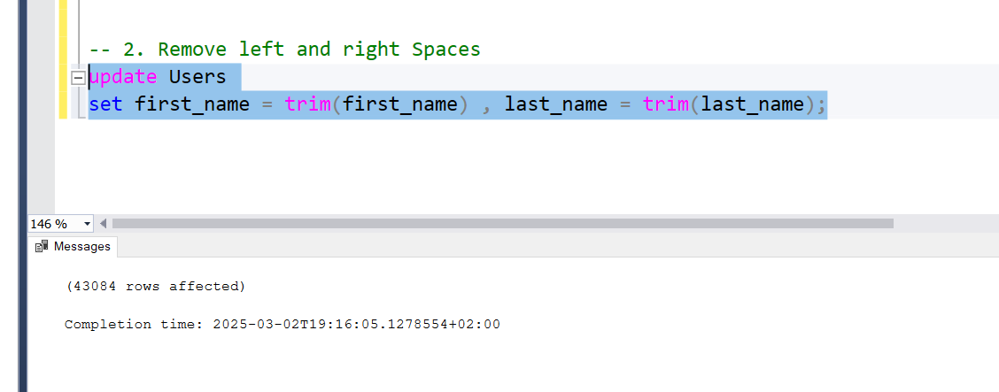 -- 2. Remove left and right Spaces
update Users
set first_name = trim(first_name) , last_name = trim(last_name);
146 %
Messages
(43084 rows affected)
Completion time: 2025-03-02T19:16:05.1278554+02:00